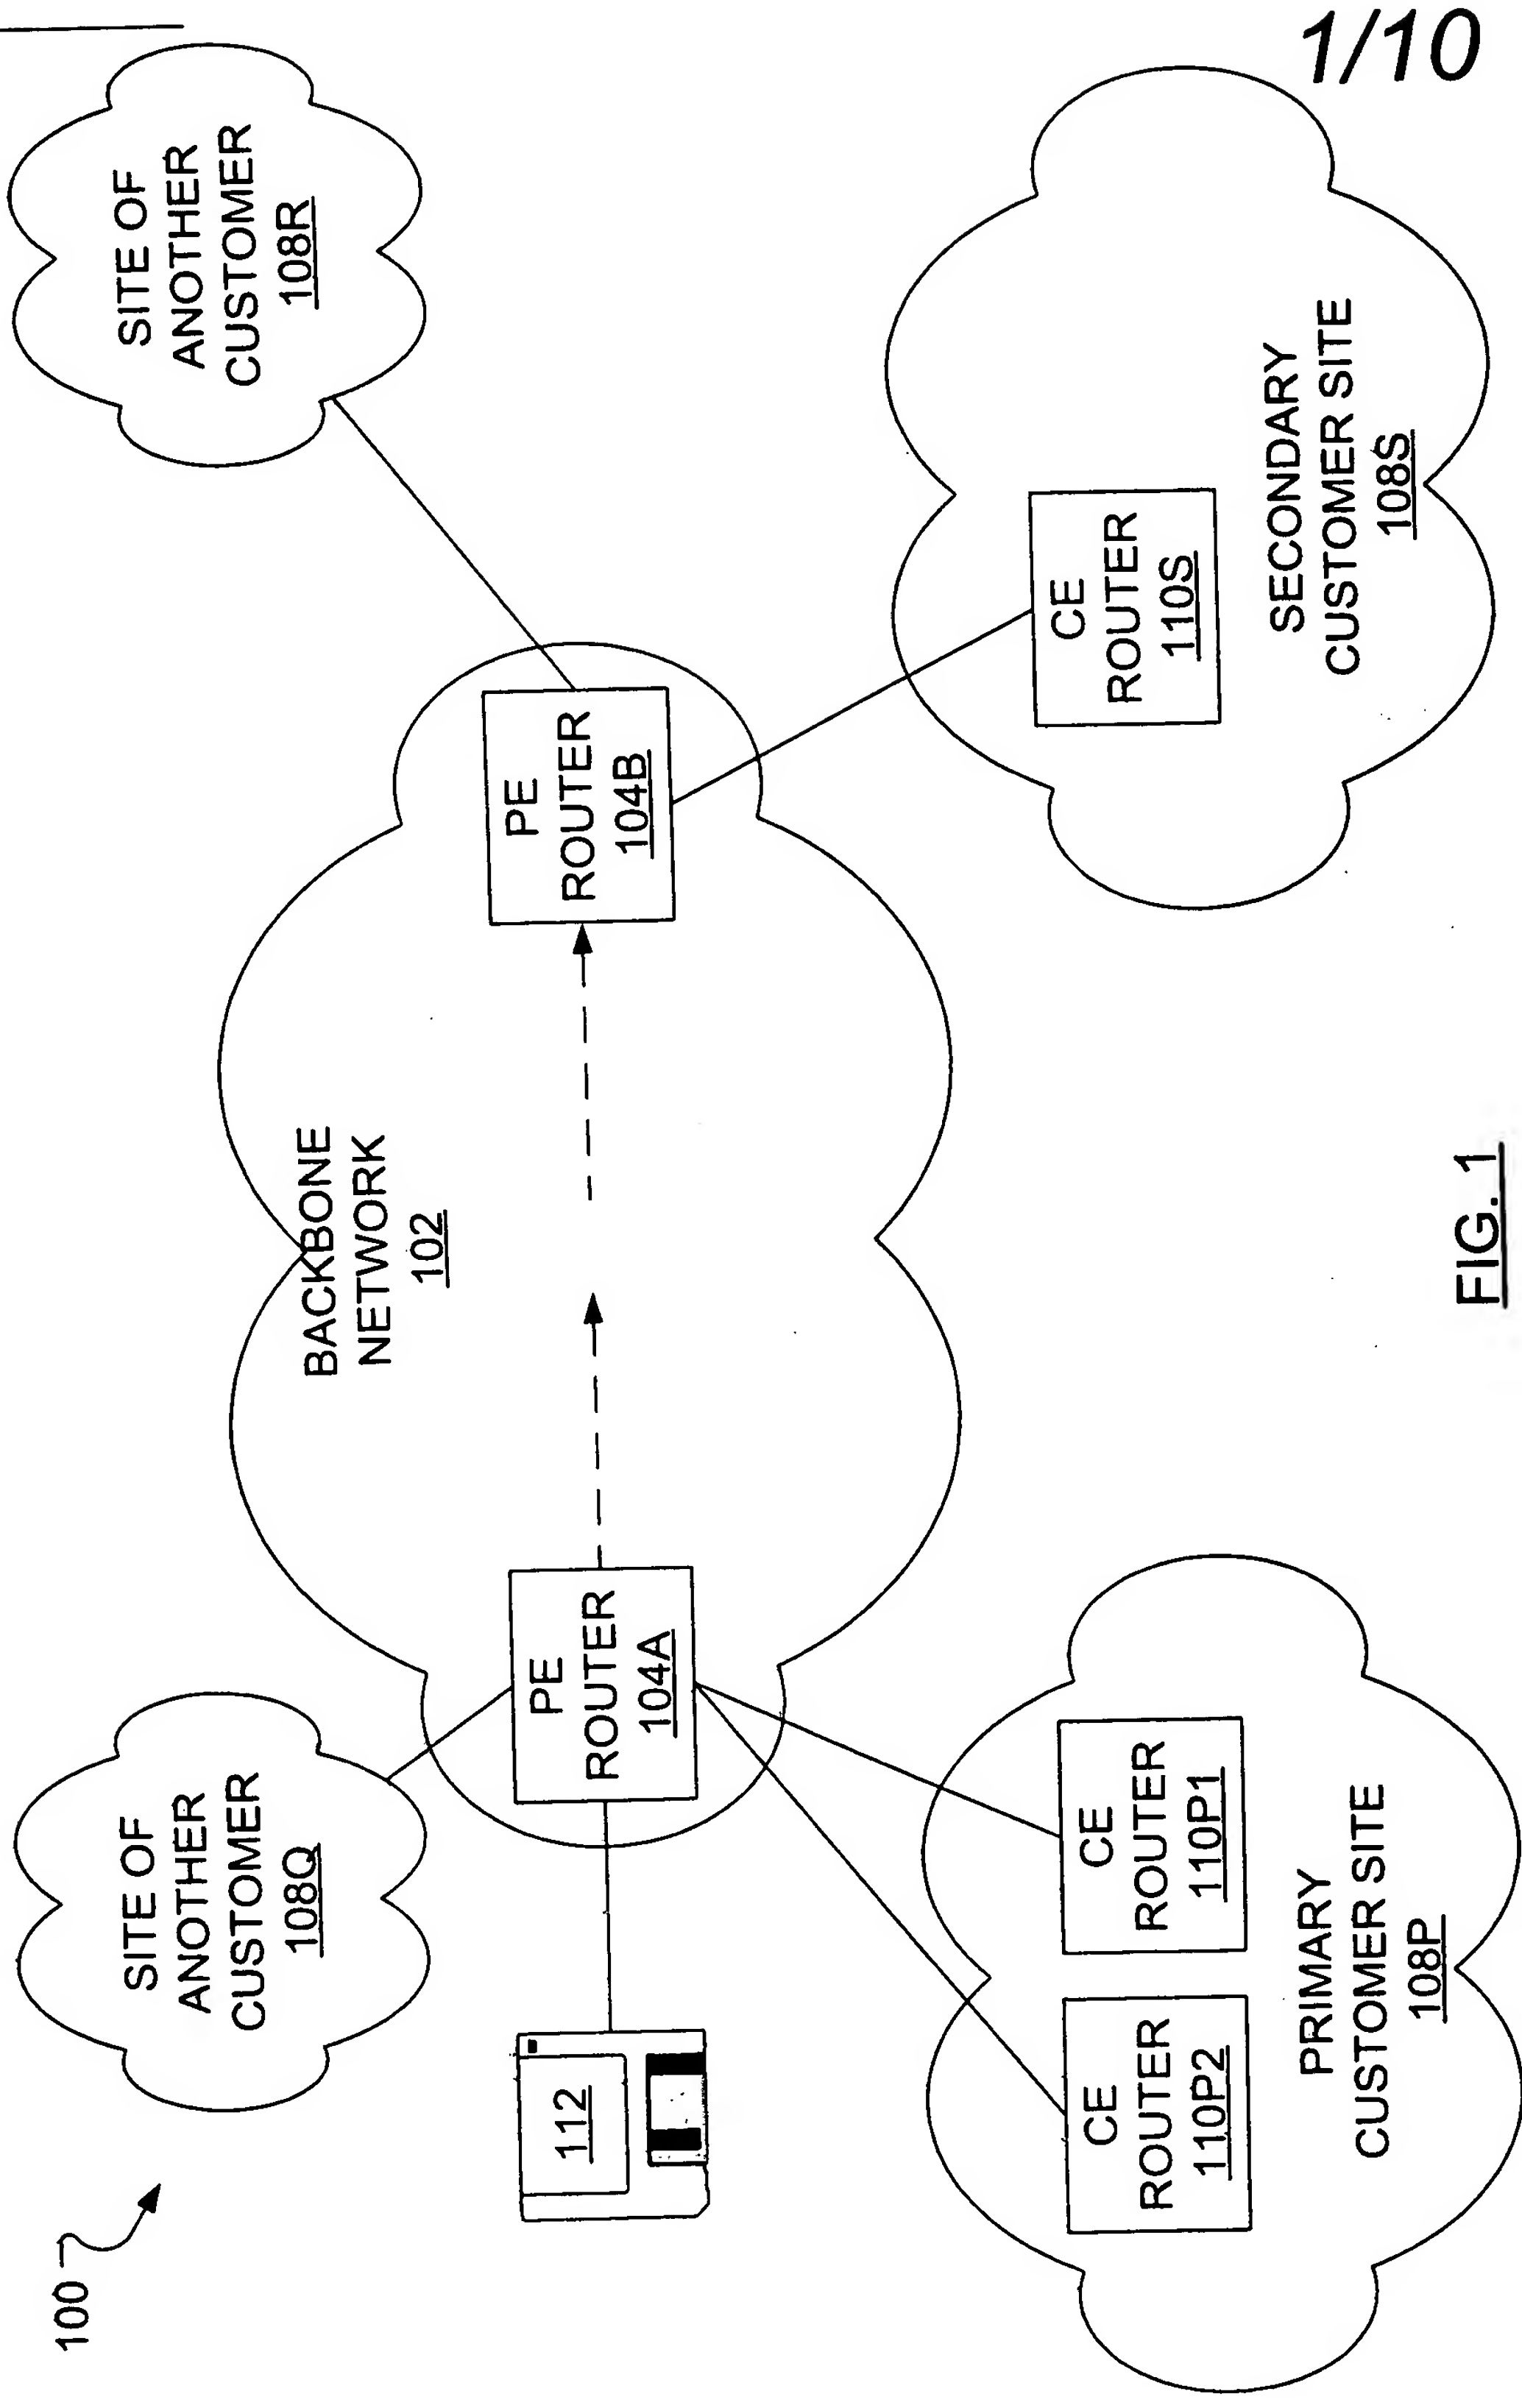 1/10
100
SITE OF
ANOTHER
CUSTOMER
108Q
SITE OF
ANOTHER
CUSTOMER
108R
BACKBONE
NETWORK
102
112
PE
ROUTER
104A
PE
ROUTER
104B
CE
ROUTER
110P2
CE
ROUTER
110P1
PRIMARY
CUSTOMER SITE
108P
CE
ROUTER
110S
SECONDARY
CUSTOMER SITE
108S
FIG. 1